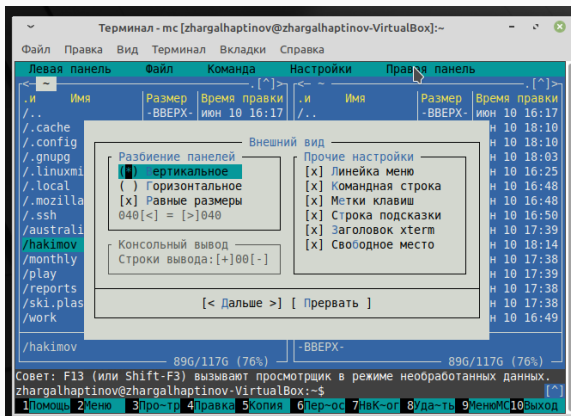 Терминал - mc [zhargalhaptinov@zhargalhaptinov-VirtualBox]:~
Файл Правка Вид Терминал Вкладки Справка
Левая панель Файл Команда Настройки Правая панель
<- ~ .[^]> <- ~ .[^]>
.и Имя Размер Время правки .и Имя Размер Время правки
/.. -ВВЕРХ- июн 10 16:17 /.. -ВВЕРХ- июн 10 16:17
/.cache н 10 18:10
/.config Внешний вид н 10 18:10
/.gnupg Разбиение панелей Прочие настройки н 10 18:03
/.linuxmi (*) Вертикальное [x] Линейка меню н 10 16:25
/.local ( ) Горизонтальное [x] Командная строка н 10 16:48
/.mozilla [x] Равные размеры [x] Метки клавиш н 10 16:48
/.ssh 040[<] = [>]040 [x] Строка подсказки н 10 16:50
/australi [x] Заголовок xterm н 10 17:39
/hakimov Консольный вывод [x] Свободное место н 10 18:14
/monthly Строки вывода:[+]00[-] н 10 17:38
/play н 10 17:39
/reports н 10 17:38
/ski.plas [< Дальше >] [ Прервать ] н 10 17:38
/work н 10 16:49
/hakimov -ВВЕРХ-
89G/117G (76%) 89G/117G (76%)
Совет: F13 (или Shift-F3) вызывают просмотрщик в режиме необработанных данных.
zhargalhaptinov@zhargalhaptinov-VirtualBox:~$ [^]
1Помощь 2Меню 3Про~тр 4Правка 5Копия 6Пер~ос 7НвК~ог 8Уда~ть 9МенюMC 10Выход